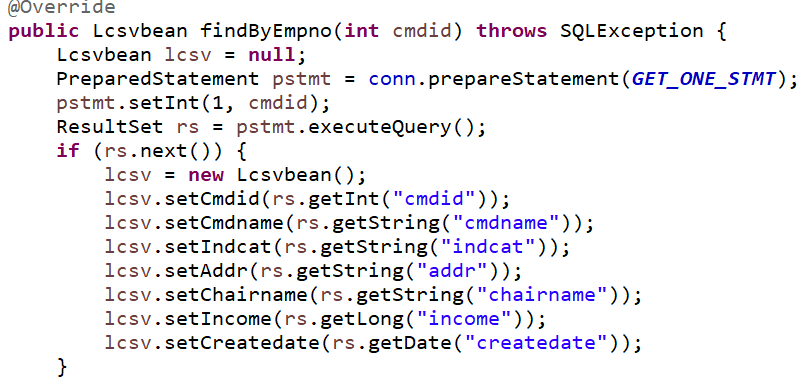 @Override
public Lcsvbean findByEmpno(int cmdid) throws SQLException {
    Lcsvbean lcsv = null;
    PreparedStatement pstmt = conn.prepareStatement(GET_ONE_STMT);
    pstmt.setInt(1, cmdid);
    ResultSet rs = pstmt.executeQuery();
    if (rs.next()) {
        lcsv = new Lcsvbean();
        lcsv.setCmdid(rs.getInt("cmdid"));
        lcsv.setCmdname(rs.getString("cmdname"));
        lcsv.setIndcat(rs.getString("indcat"));
        lcsv.setAddr(rs.getString("addr"));
        lcsv.setChairname(rs.getString("chairname"));
        lcsv.setIncome(rs.getLong("income"));
        lcsv.setCreatedate(rs.getDate("createdate"));
    }